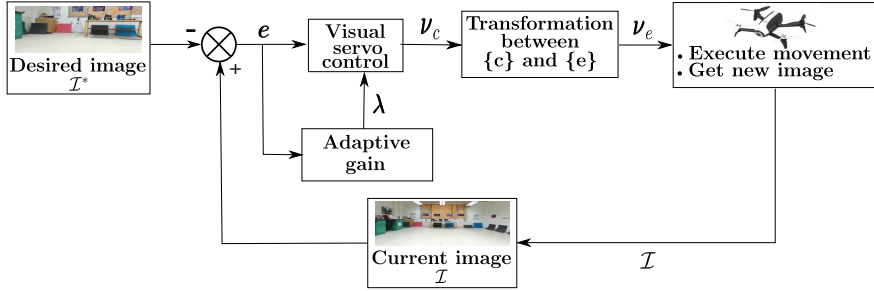 Desired image
ℐ*
-
+
e
Visual
servo
control
ν_c
Transformation
between
{c} and {e}
ν_e
• Execute movement
• Get new image
λ
Adaptive
gain
Current image
ℐ
ℐ